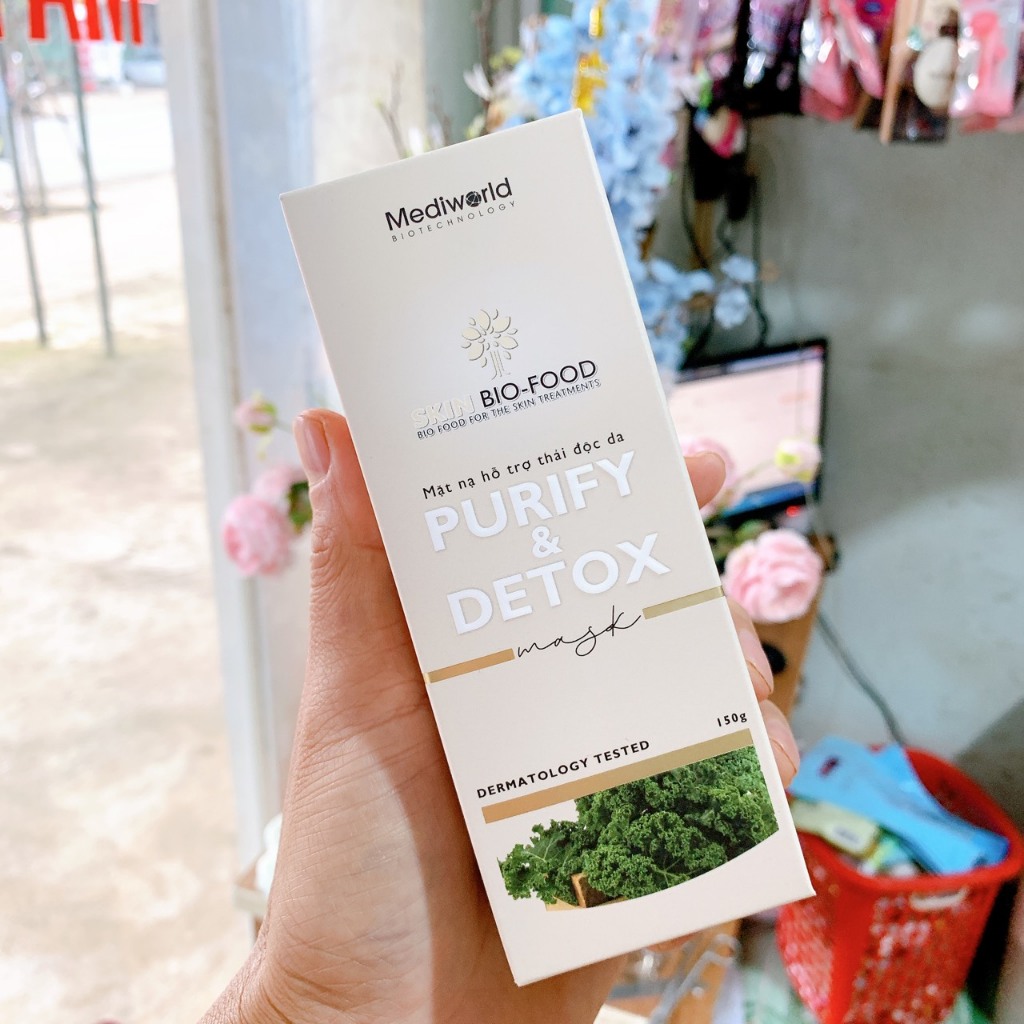 Mediworld
BIOTECHNOLOGY
SKIN BIO-FOOD
BIO FOOD FOR THE SKIN TREATMENTS
Mặt nạ hỗ trợ thải độc da
PURIFY
&
DETOX
mask
150g
DERMATOLOGY TESTED